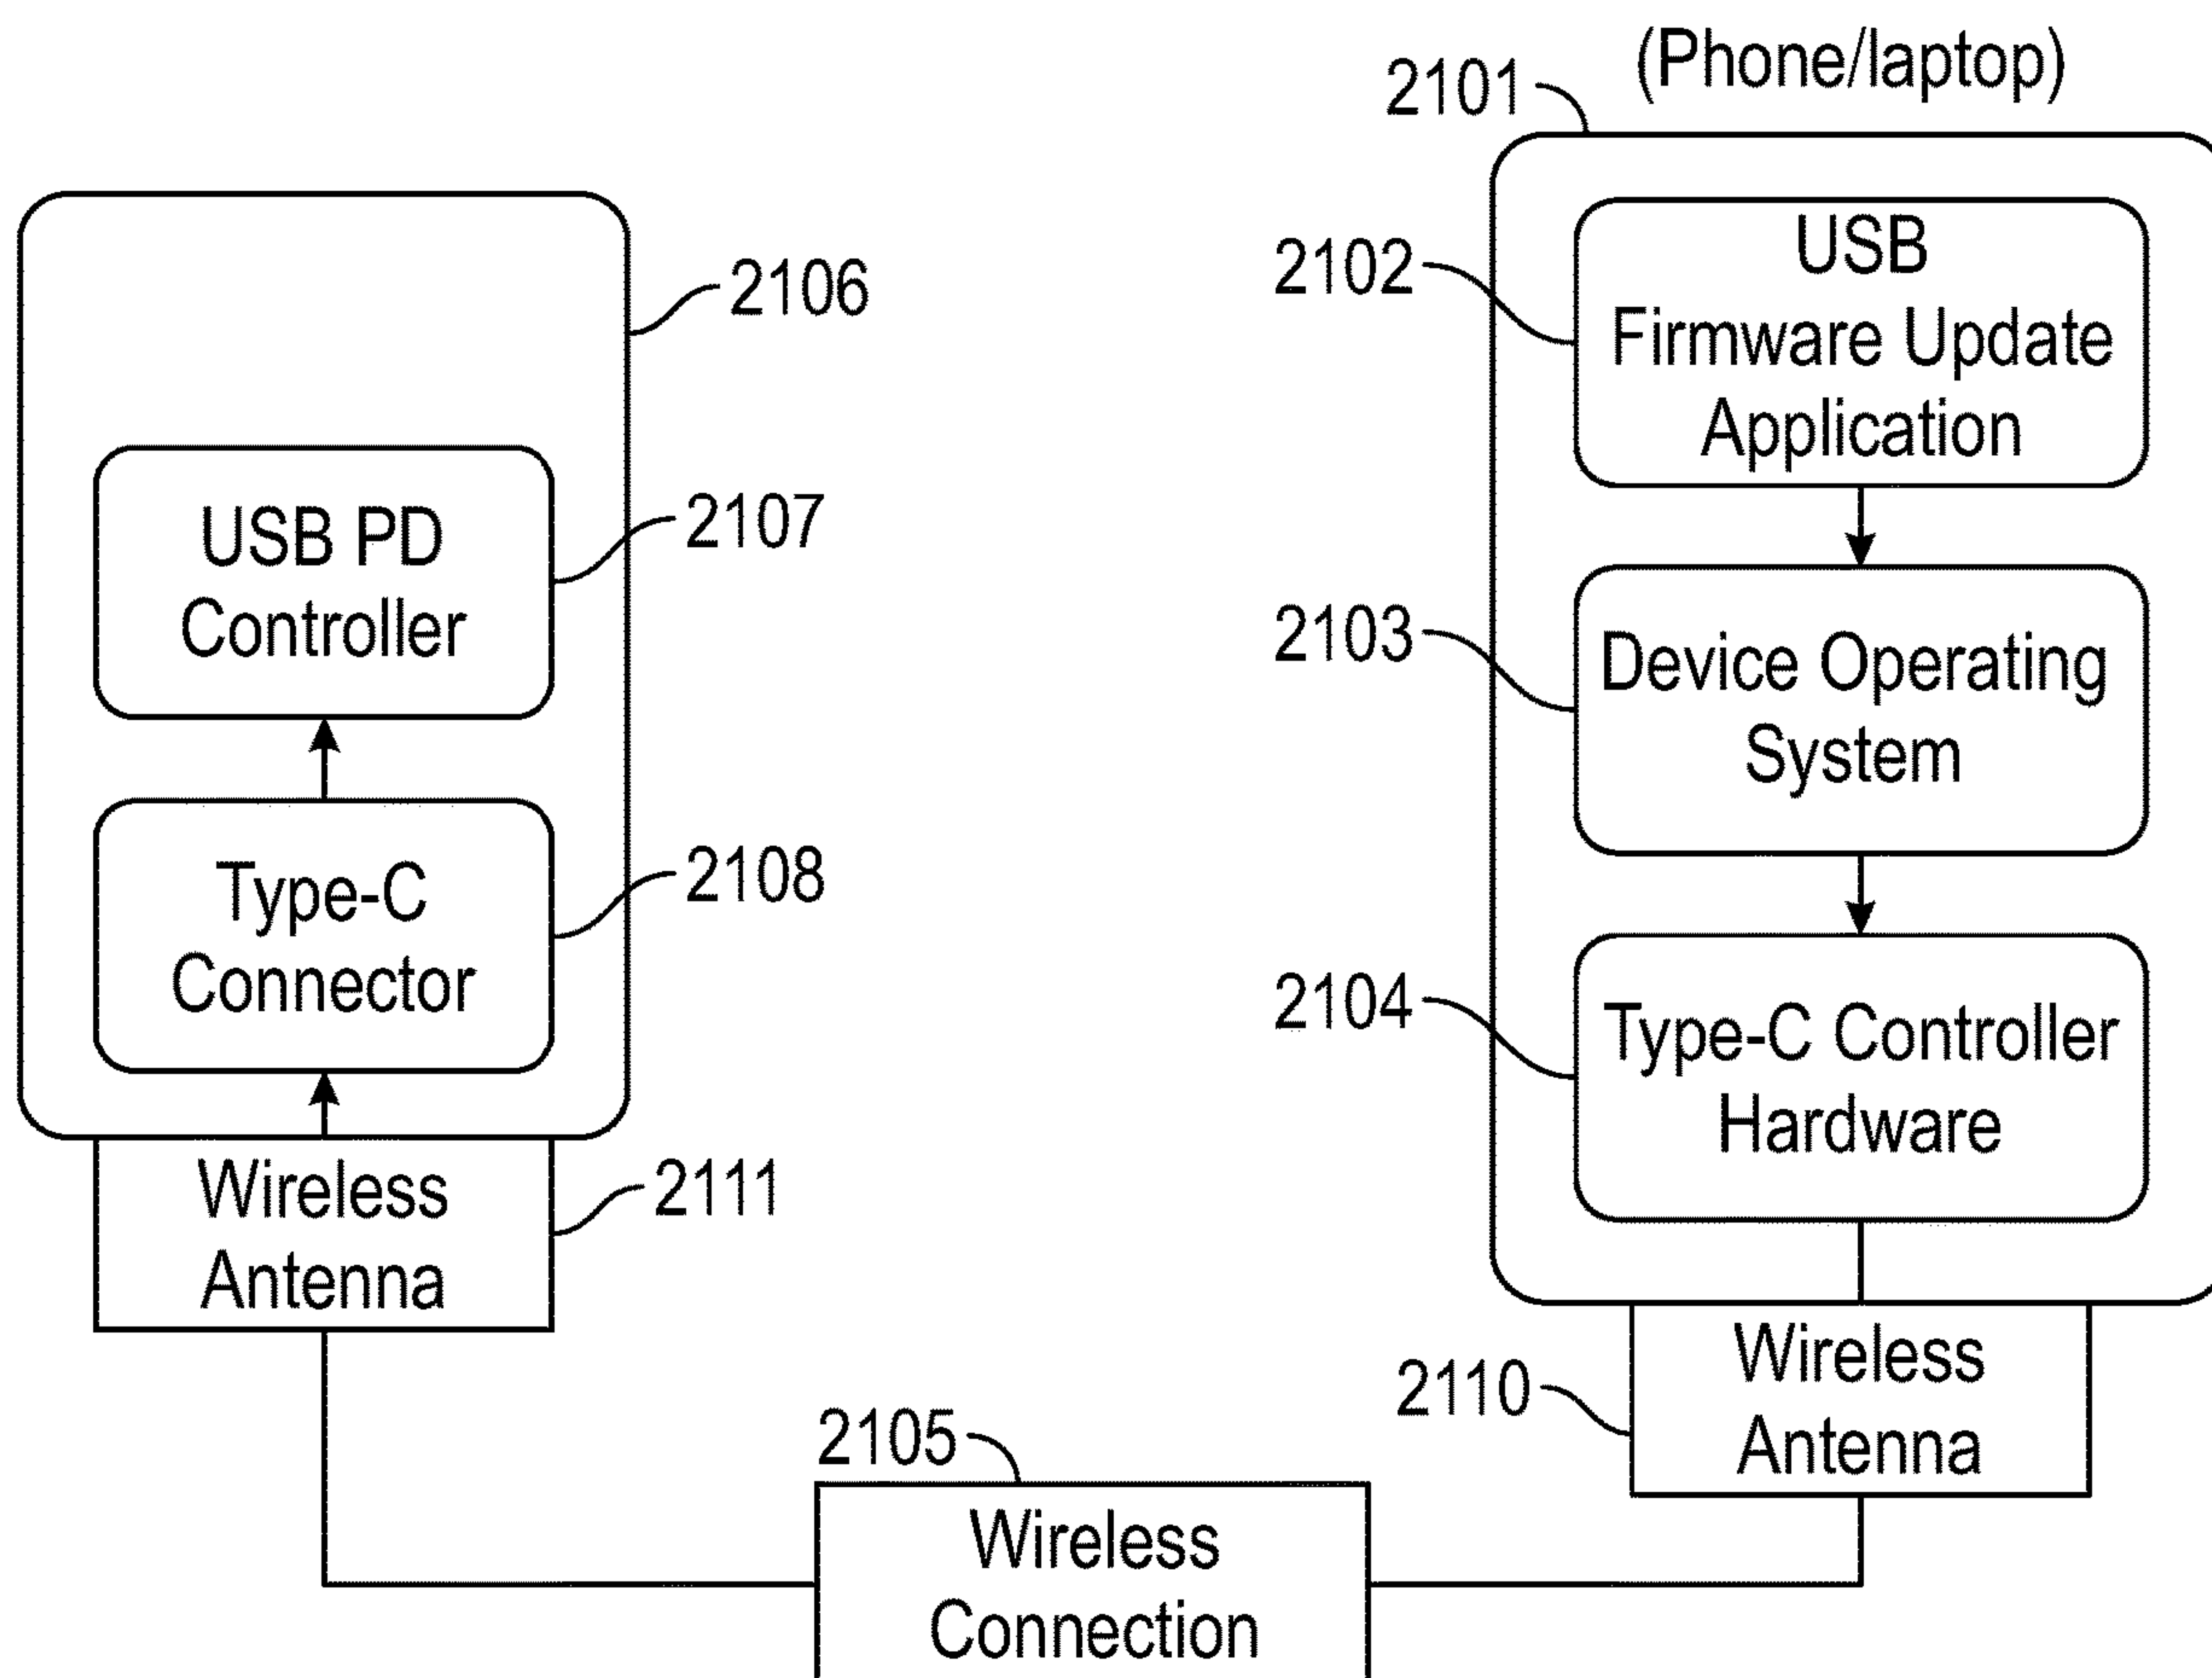 (Phone/laptop)
2101
USB
Firmware Update
Application
2102
2106
USB PD
Controller
2107
Device Operating
System
2103
Type-C
Connector
2108
Type-C Controller
Hardware
2104
Wireless
Antenna
2111
Wireless
Antenna
2110
2105
Wireless
Connection